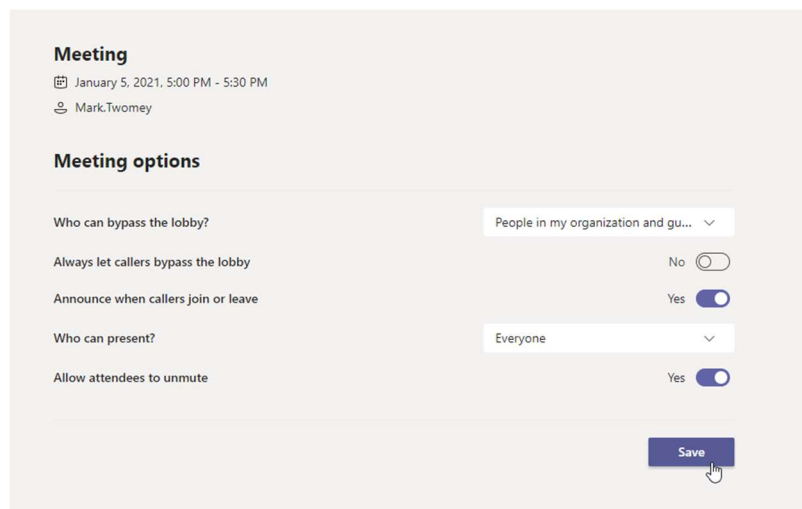 Meeting
January 5, 2021, 5:00 PM - 5:30 PM
Mark.Twomey
Meeting options
Who can bypass the lobby? People in my organization and gu...
Always let callers bypass the lobby No
Announce when callers join or leave Yes
Who can present? Everyone
Allow attendees to unmute Yes
Save